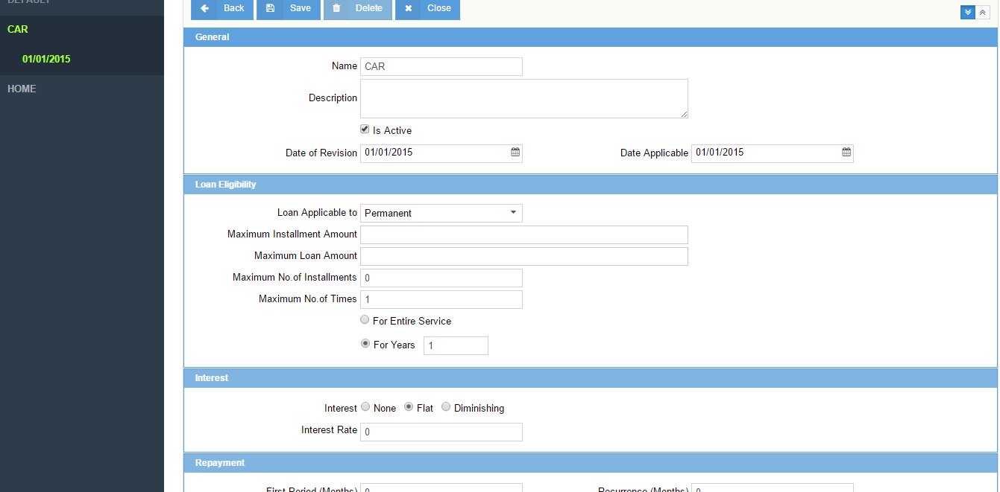 DEFAULT
CAR
01/01/2015
HOME
Back Save Delete Close
General
Name CAR
Description
Is Active
Date of Revision 01/01/2015 Date Applicable 01/01/2015
Loan Eligibility
Loan Applicable to Permanent
Maximum Installment Amount
Maximum Loan Amount
Maximum No.of Installments 0
Maximum No.of Times 1
For Entire Service
For Years 1
Interest
Interest None Flat Diminishing
Interest Rate 0
Repayment
First Period (Months) 0 Recurrence (Months) 0